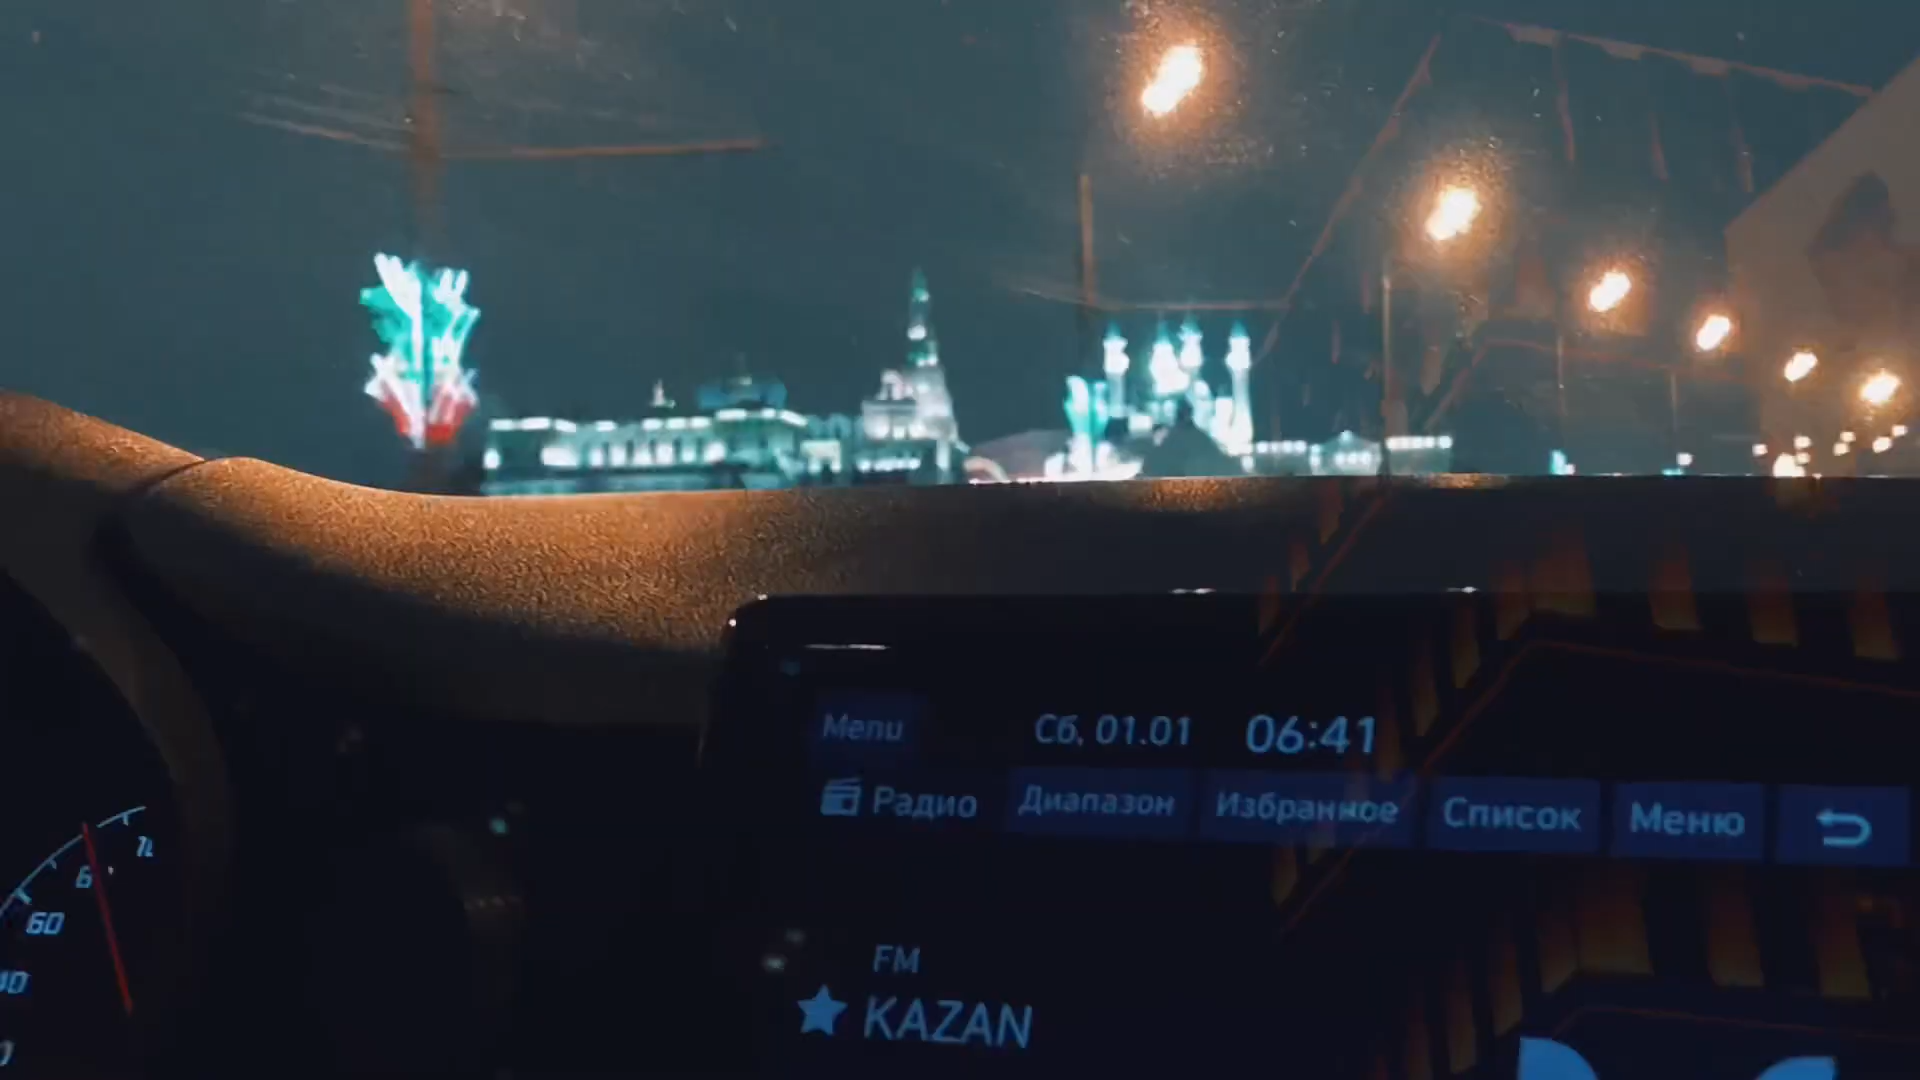 Menu Сб, 01.01 06:41
Радио Диапазон Избранное Список Меню
60
FM
KAZAN